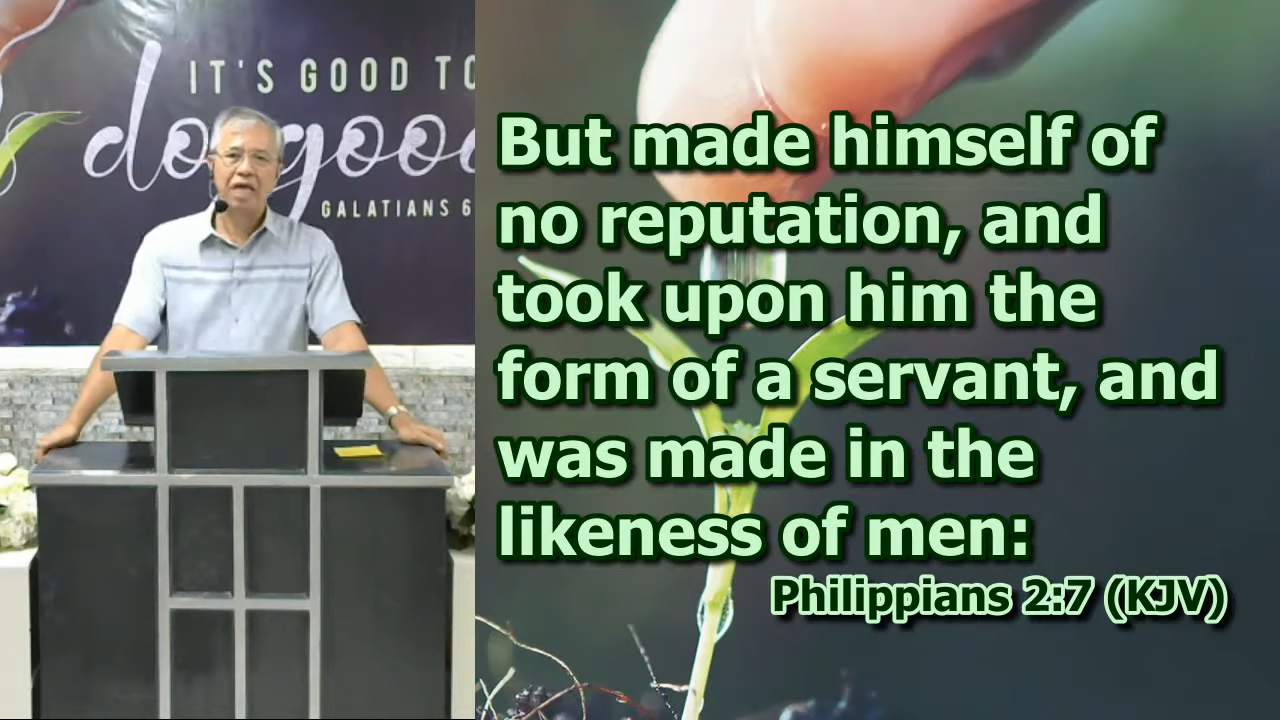 IT'S GOOD TO
do good
GALATIANS 6
But made himself of
no reputation, and
took upon him the
form of a servant, and
was made in the
likeness of men:
Philippians 2:7 (KJV)